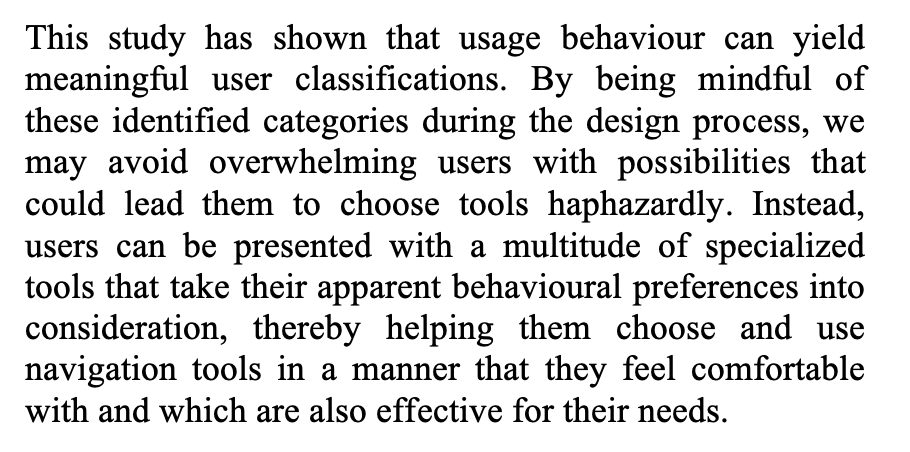 This study has shown that usage behaviour can yield
meaningful user classifications. By being mindful of
these identified categories during the design process, we
may avoid overwhelming users with possibilities that
could lead them to choose tools haphazardly. Instead,
users can be presented with a multitude of specialized
tools that take their apparent behavioural preferences into
consideration, thereby helping them choose and use
navigation tools in a manner that they feel comfortable
with and which are also effective for their needs.